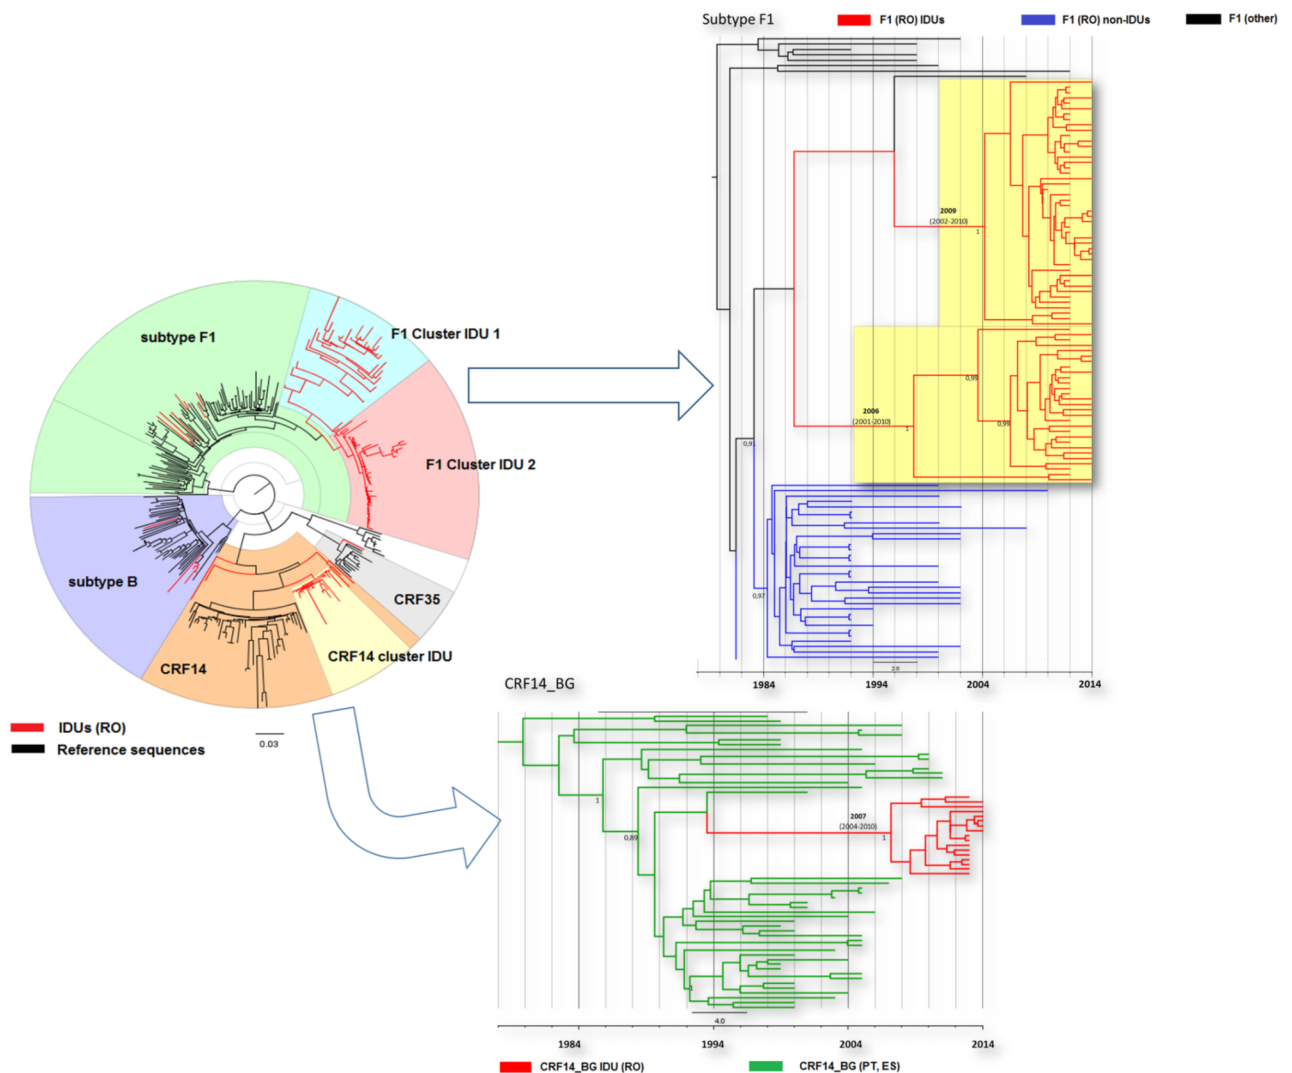 Subtype F1
F1 (RO) IDUs
F1 (RO) non-IDUs
F1 (other)
2009
(2002-2010)
1
subtype F1
F1 Cluster IDU 1
0,99
2006
(2001-2010)
1
0,99
0,91
F1 Cluster IDU 2
subtype B
CRF35
0,97
CRF14 cluster IDU
CRF14
2.0
1984
1994
2004
2014
CRF14_BG
IDUs (RO)
Reference sequences
0.03
1
2007
(2004-2010)
1
0,89
1
4.0
1984
1994
2004
2014
CRF14_BG IDU (RO)
CRF14_BG (PT, ES)